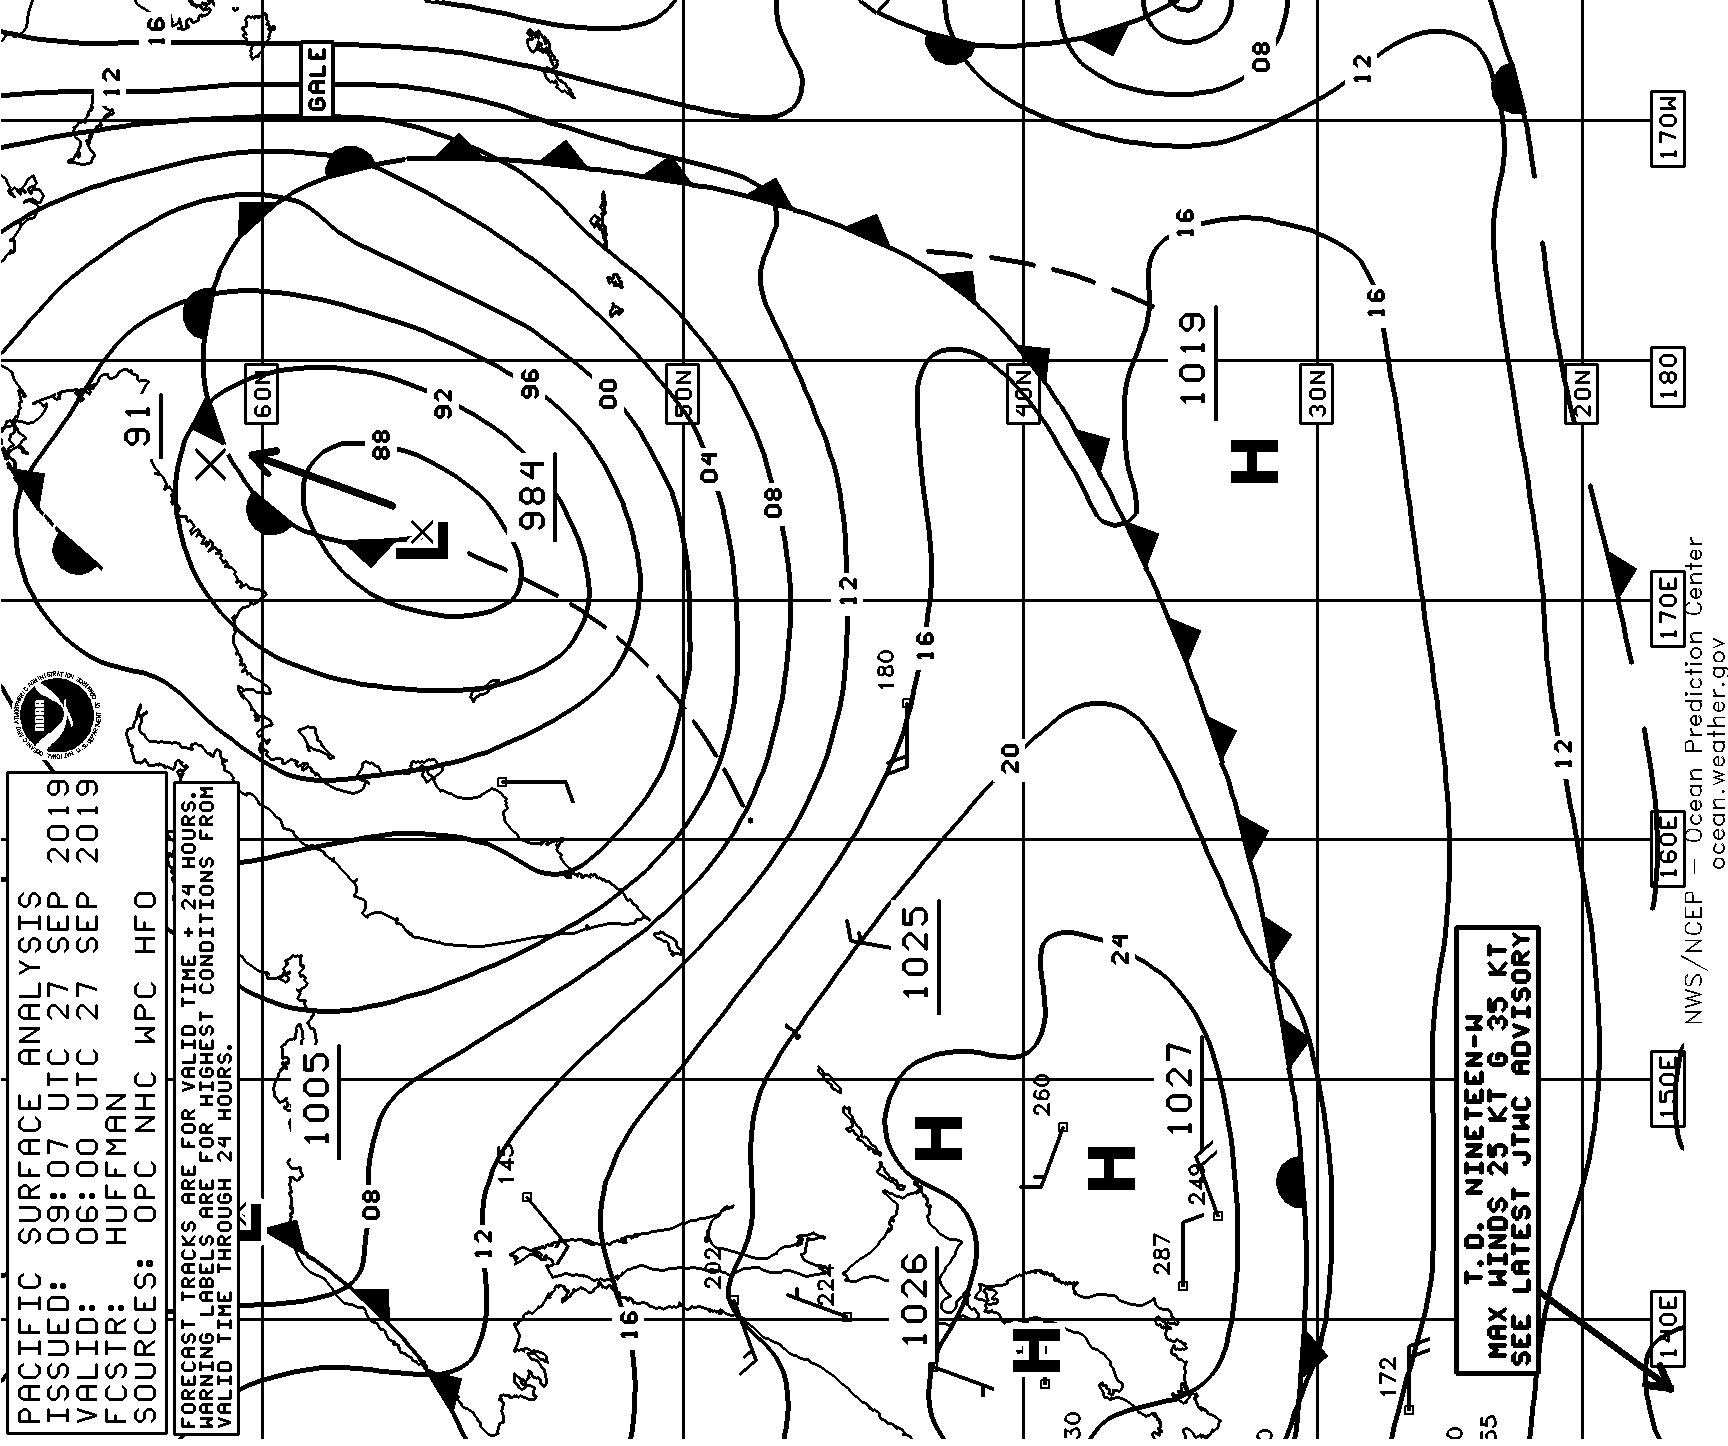 PACIFIC SURFACE ANALYSIS
ISSUED: 09:07 UTC 27 SEP 2019
VALID: 06:00 UTC 27 SEP 2019
FCSTR: HUFFMAN
SOURCES: OPC NHC WPC HFO
FORECAST TRACKS ARE FOR VALID TIME + 24 HOURS.
WARNING LABELS ARE FOR HIGHEST CONDITIONS FROM
VALID TIME THROUGH 24 HOURS.
GALE
16
12
60N
50N
40N
30N
20N
170W
180
170E
160E
150E
140E
91
88
92
96
00
04
08
12
984
L
1019
H
16
16
08
12
180
16
20
24
12
1025
H
1027
H
1026
H
1005
L
08
12
16
145
202
224
260
249
287
172
T.D. NINETEEN-W
MAX WINDS 25 KT G 35 KT
SEE LATEST JTWC ADVISORY
NWS/NCEP – Ocean Prediction Center
ocean.weather.gov